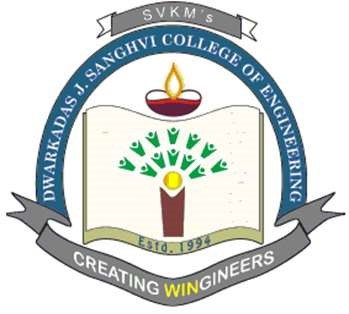 SVKM's
DWARKADAS J. SANGHVI COLLEGE OF ENGINEERING
Estd. 1994
CREATING WINGINEERS